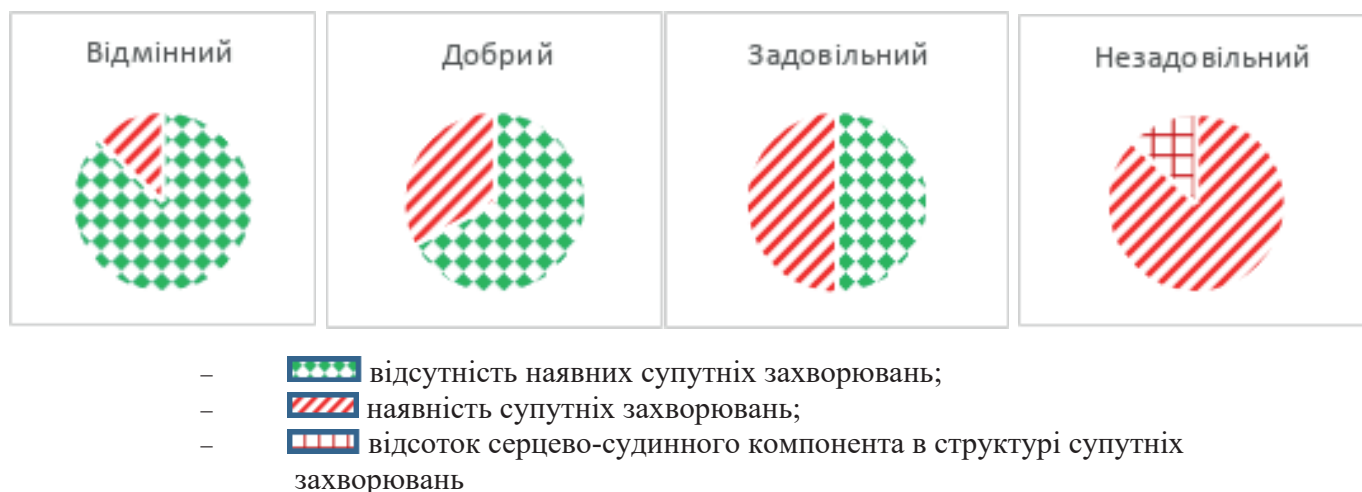 Відмінний
Добрий
Задовільний
Незадовільний
– відсутність наявних супутніх захворювань;
– наявність супутніх захворювань;
– відсоток серцево-судинного компонента в структурі супутніх
захворювань